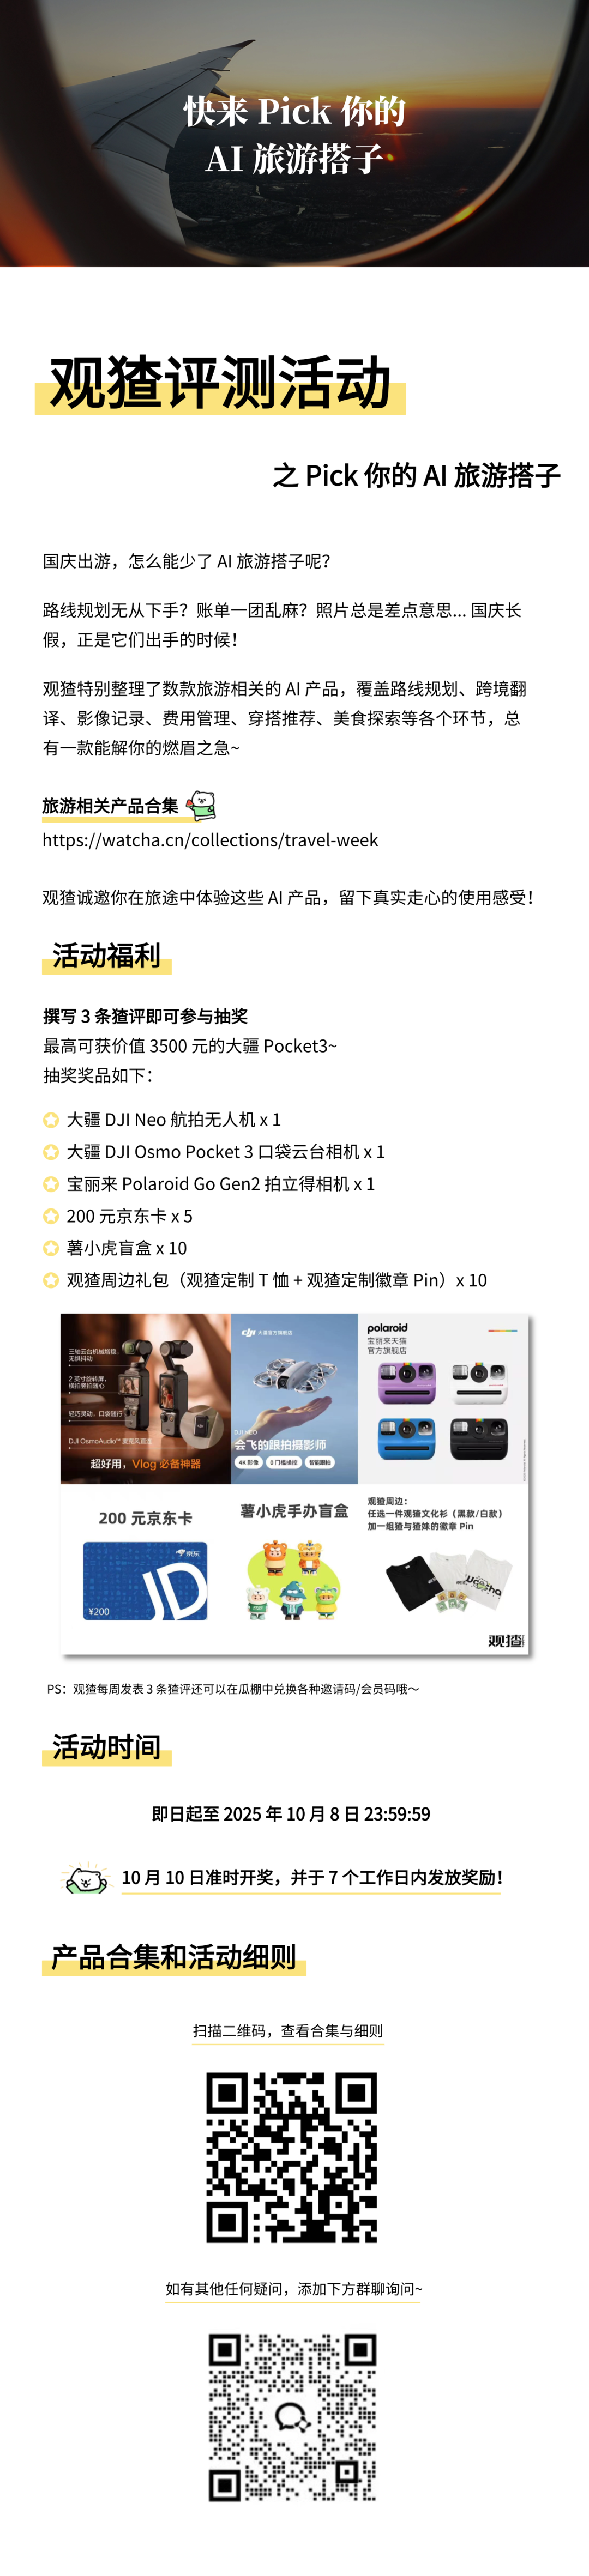 快来 Pick 你的
AI 旅游搭子
观猹评测活动
之 Pick 你的 AI 旅游搭子
国庆出游，怎么能少了 AI 旅游搭子呢？
路线规划无从下手？账单一团乱麻？照片总是差点意思... 国庆长
假，正是它们出手的时候！
观猹特别整理了数款旅游相关的 AI 产品，覆盖路线规划、跨境翻
译、影像记录、费用管理、穿搭推荐、美食探索等各个环节，总
有一款能解你的燃眉之急~
旅游相关产品合集
https://watcha.cn/collections/travel-week
观猹诚邀你在旅途中体验这些 AI 产品，留下真实走心的使用感受！
活动福利
撰写 3 条猹评即可参与抽奖
最高可获价值 3500 元的大疆 Pocket3~
抽奖奖品如下：
大疆 DJI Neo 航拍无人机 x 1
大疆 DJI Osmo Pocket 3 口袋云台相机 x 1
宝丽来 Polaroid Go Gen2 拍立得相机 x 1
200 元京东卡 x 5
薯小虎盲盒 x 10
观猹周边礼包（观猹定制 T 恤 + 观猹定制徽章 Pin）x 10
三轴云台机械增稳，
无惧抖动
2 英寸旋转屏，
横拍竖拍随心
轻巧灵动，口袋随行
DJI OsmoAudio™ 麦克风直连
超好用，Vlog 必备神器
dji 大疆官方旗舰店
DJI NEO
会飞的跟拍摄影师
4K 影像
0 门槛操控
智能跟拍
polaroid
宝丽来天猫
官方旗舰店
200 元京东卡
京东
JD
¥200
薯小虎手办盲盒
观猹周边：
任选一件观猹文化衫（黑款/白款）
加一组猹与猹妹的徽章 Pin
观猹
PS：观猹每周发表 3 条猹评还可以在瓜棚中兑换各种邀请码/会员码哦～
活动时间
即日起至 2025 年 10 月 8 日 23:59:59
10 月 10 日准时开奖，并于 7 个工作日内发放奖励！
产品合集和活动细则
扫描二维码，查看合集与细则
如有其他任何疑问，添加下方群聊询问~